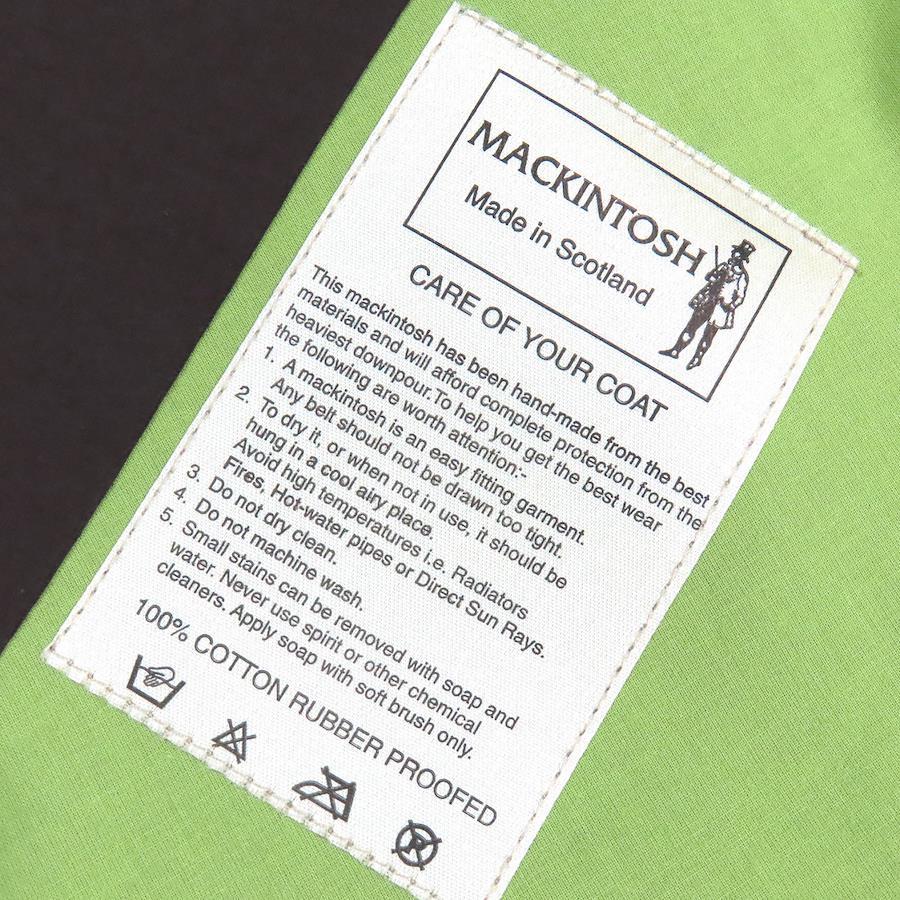 MACKINTOSH
Made in Scotland
CARE OF YOUR COAT
This mackintosh has been hand-made from the best
materials and will afford complete protection from the
heaviest downpour.To help you get the best wear
the following are worth attention:-
1. A mackintosh is an easy fitting garment.
Any belt should not be drawn too tight.
2. To dry it, or when not in use, it should be
hung in a cool airy place.
Avoid high temperatures i.e. Radiators
Fires, Hot-water pipes or Direct Sun Rays.
3. Do not dry clean.
4. Do not machine wash.
5. Small stains can be removed with soap and
water. Never use spirit or other chemical
cleaners. Apply soap with soft brush only.
100% COTTON RUBBER PROOFED
R